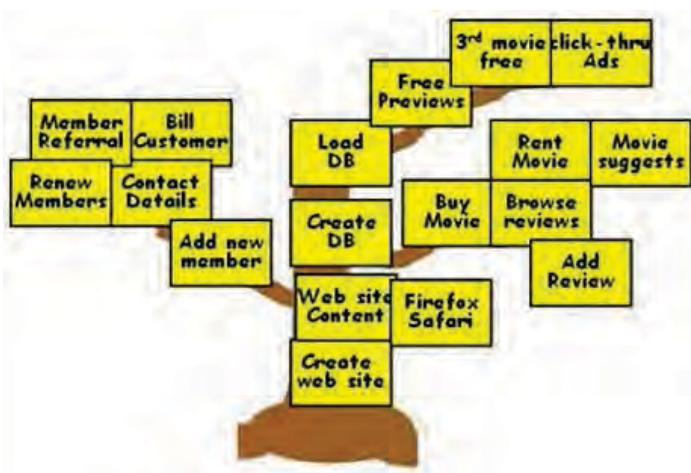 3rd movie
free
click-thru
Ads
Free
Previews
Member
Referral
Bill
Customer
Load
DB
Rent
Movie
Movie
suggests
Renew
Members
Contact
Details
Buy
Movie
Browse
reviews
Create
DB
Add new
member
Add
Review
Web site
Content
Firefox
Safari
Create
web site